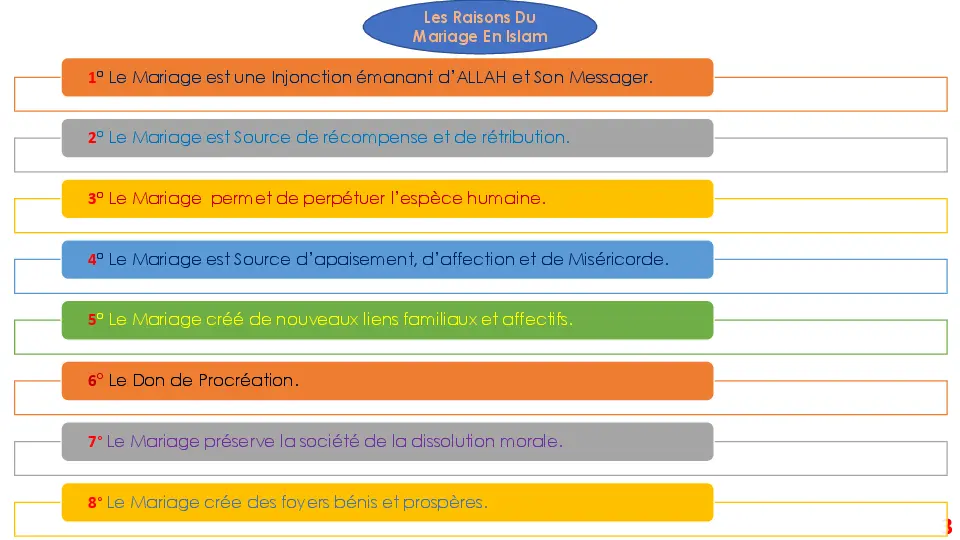 Les Raisons Du
Mariage En Islam
1° Le Mariage est une Injonction émanant d’ALLAH et Son Messager.
2° Le Mariage est Source de récompense et de rétribution.
3° Le Mariage  permet de perpétuer l’espèce humaine.
4° Le Mariage est Source d’apaisement, d’affection et de Miséricorde.
5° Le Mariage créé de nouveaux liens familiaux et affectifs.
6° Le Don de Procréation.
7° Le Mariage préserve la société de la dissolution morale.
8° Le Mariage crée des foyers bénis et prospères.